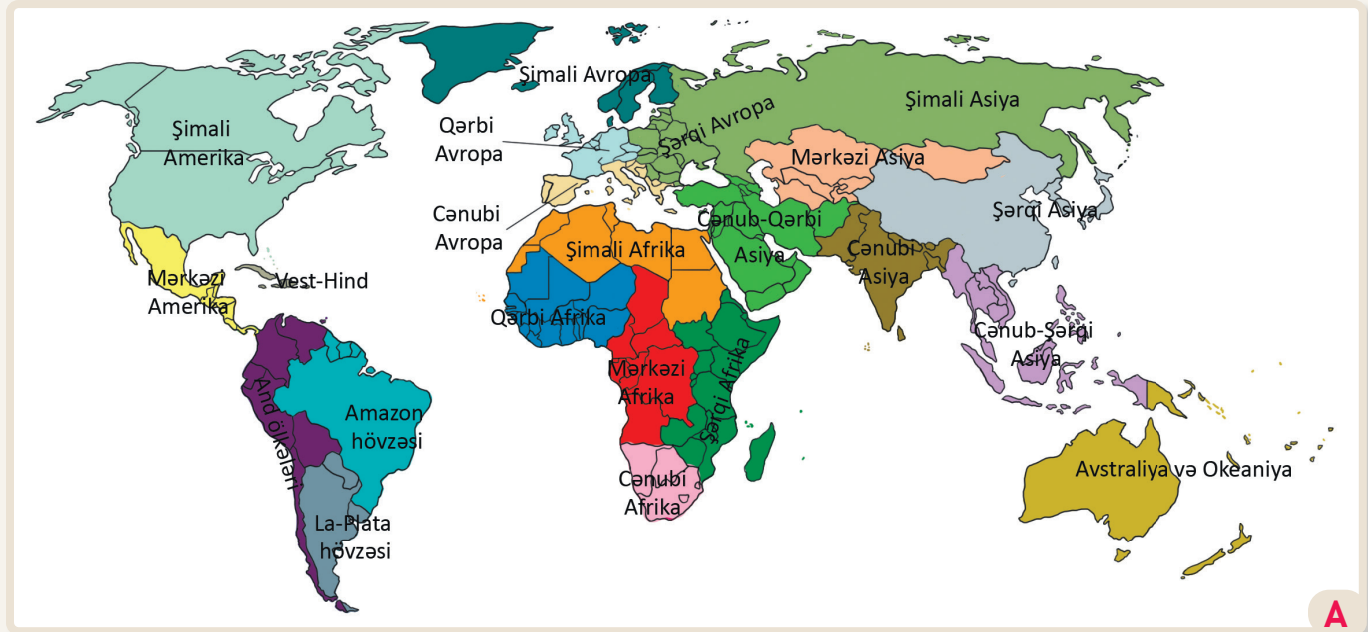 Şimali Avropa
Şimali Asiya
Şimali
Amerika
Qərbi
Avropa
Şərqi Avropa
Mərkəzi Asiya
Cənubi
Avropa
Cənub-Qərbi
Asiya
Şərqi Asiya
Şimali Afrika
Cənubi
Asiya
Mərkəzi
Amerika
Vest-Hind
Qərbi Afrika
Cənub-Şərqi
Asiya
Mərkəzi
Afrika
Şərqi Afrika
And ölkələri
Amazon
hövzəsi
Avstraliya və Okeaniya
Cənubi
Afrika
La-Plata
hövzəsi
A